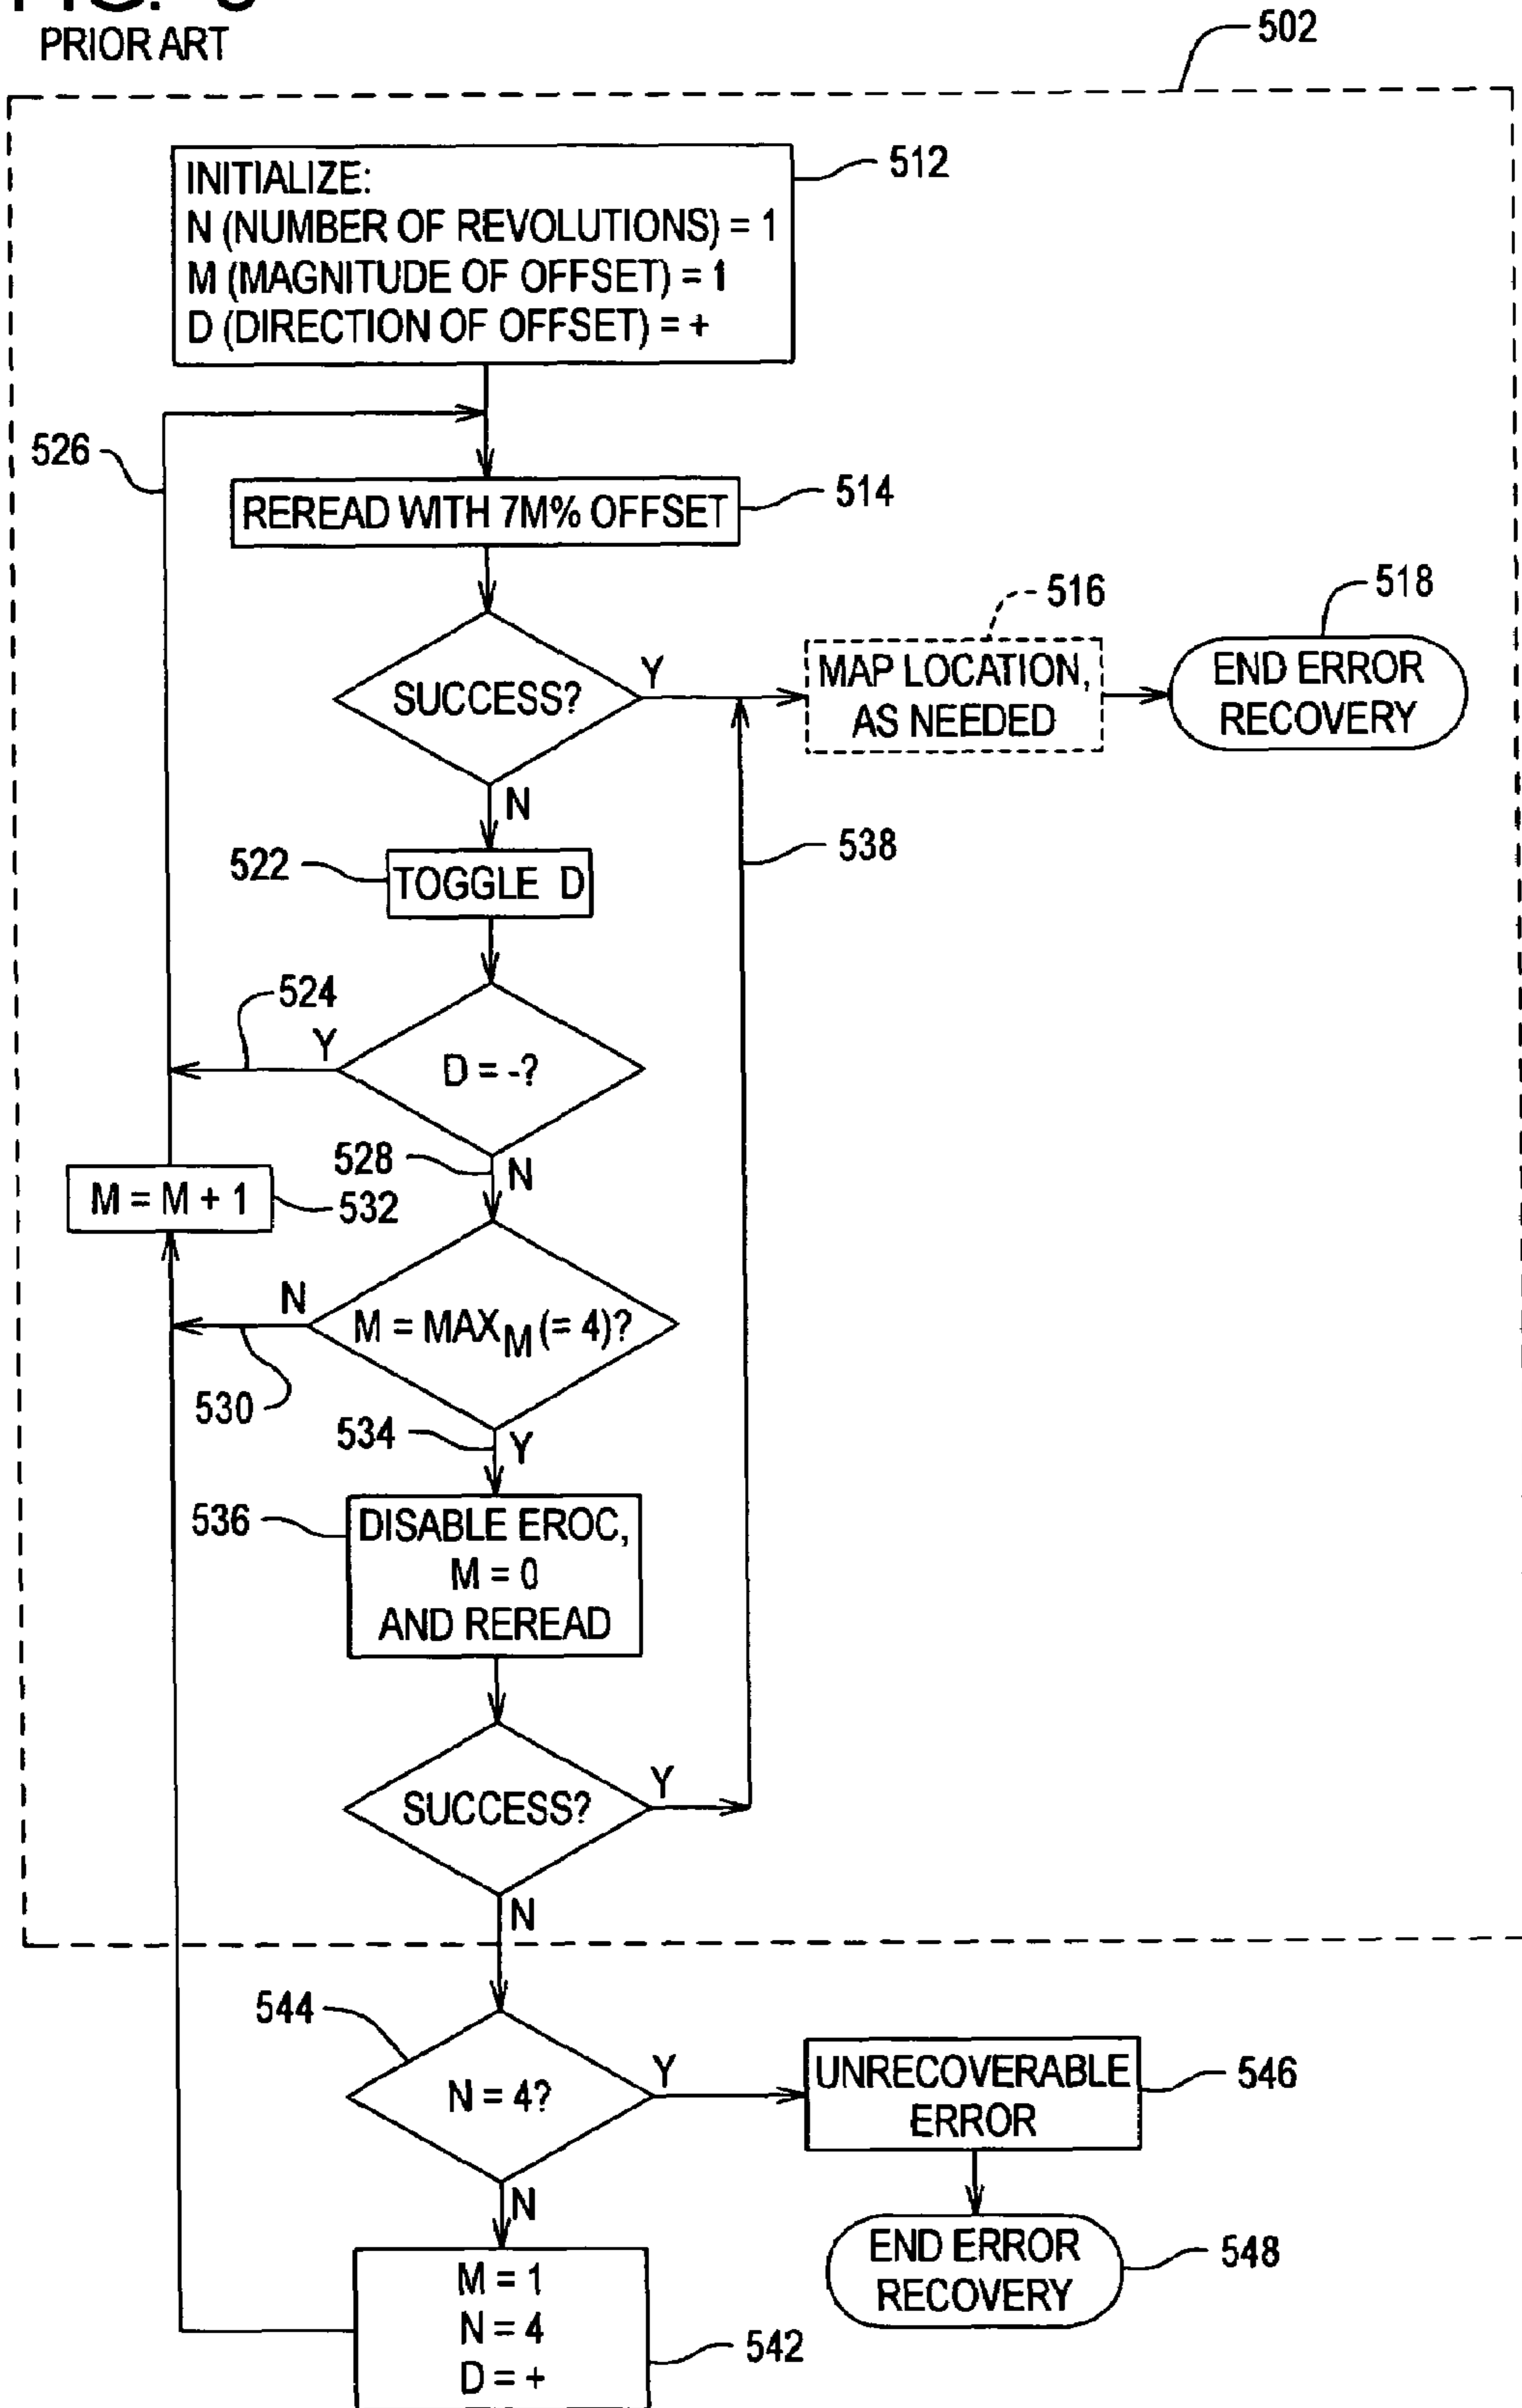 PRIOR ART
502
INITIALIZE:
N (NUMBER OF REVOLUTIONS) = 1
M (MAGNITUDE OF OFFSET) = 1
D (DIRECTION OF OFFSET) = +
512
526
REREAD WITH 7M% OFFSET
514
SUCCESS?
Y
N
516
MAP LOCATION,
AS NEEDED
518
END ERROR
RECOVERY
538
522
TOGGLE D
524
Y
D = -?
528
N
M = M + 1
532
N
M = MAXM (= 4)?
530
534
Y
536
DISABLE EROC,
M = 0
AND REREAD
SUCCESS?
Y
N
544
N = 4?
Y
N
UNRECOVERABLE
ERROR
546
END ERROR
RECOVERY
548
M = 1
N = 4
D = +
542